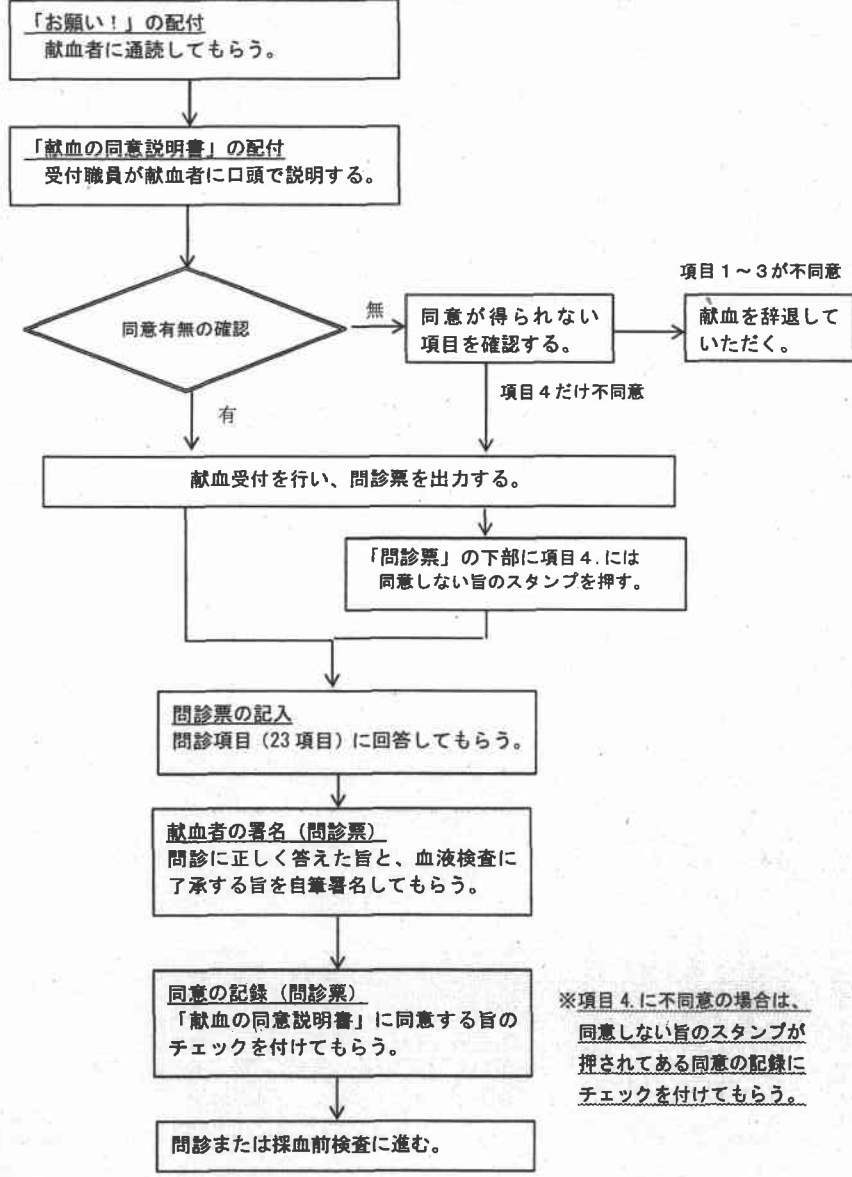 「お願い！」の配付
献血者に通読してもらう。
「献血の同意説明書」の配付
受付職員が献血者に口頭で説明する。
同意有無の確認
無
同意が得られない
項目を確認する。
項目１～３が不同意
献血を辞退して
いただく。
有
項目４だけ不同意
献血受付を行い、問診票を出力する。
「問診票」の下部に項目４.には
同意しない旨のスタンプを押す。
問診票の記入
問診項目（23項目）に回答してもらう。
献血者の署名（問診票）
問診に正しく答えた旨と、血液検査に
了承する旨を自筆署名してもらう。
同意の記録（問診票）
「献血の同意説明書」に同意する旨の
チェックを付けてもらう。
※項目4.に不同意の場合は、
同意しない旨のスタンプが
押されてある同意の記録に
チェックを付けてもらう。
問診または採血前検査に進む。